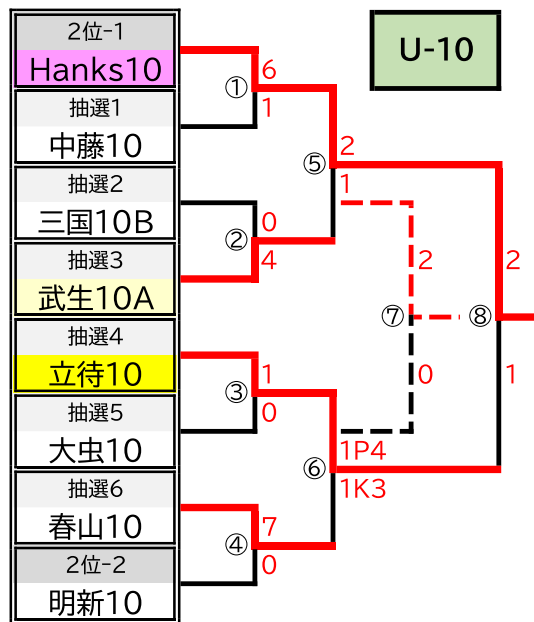 2位-1
Hanks10
抽選1
中藤10
抽選2
三国10B
抽選3
武生10A
抽選4
立待10
抽選5
大虫10
抽選6
春山10
2位-2
明新10
U-10
①
6
1
②
0
4
③
1
0
④
7
0
⑤
2
1
⑥
1P4
1K3
⑦
2
0
⑧
2
1